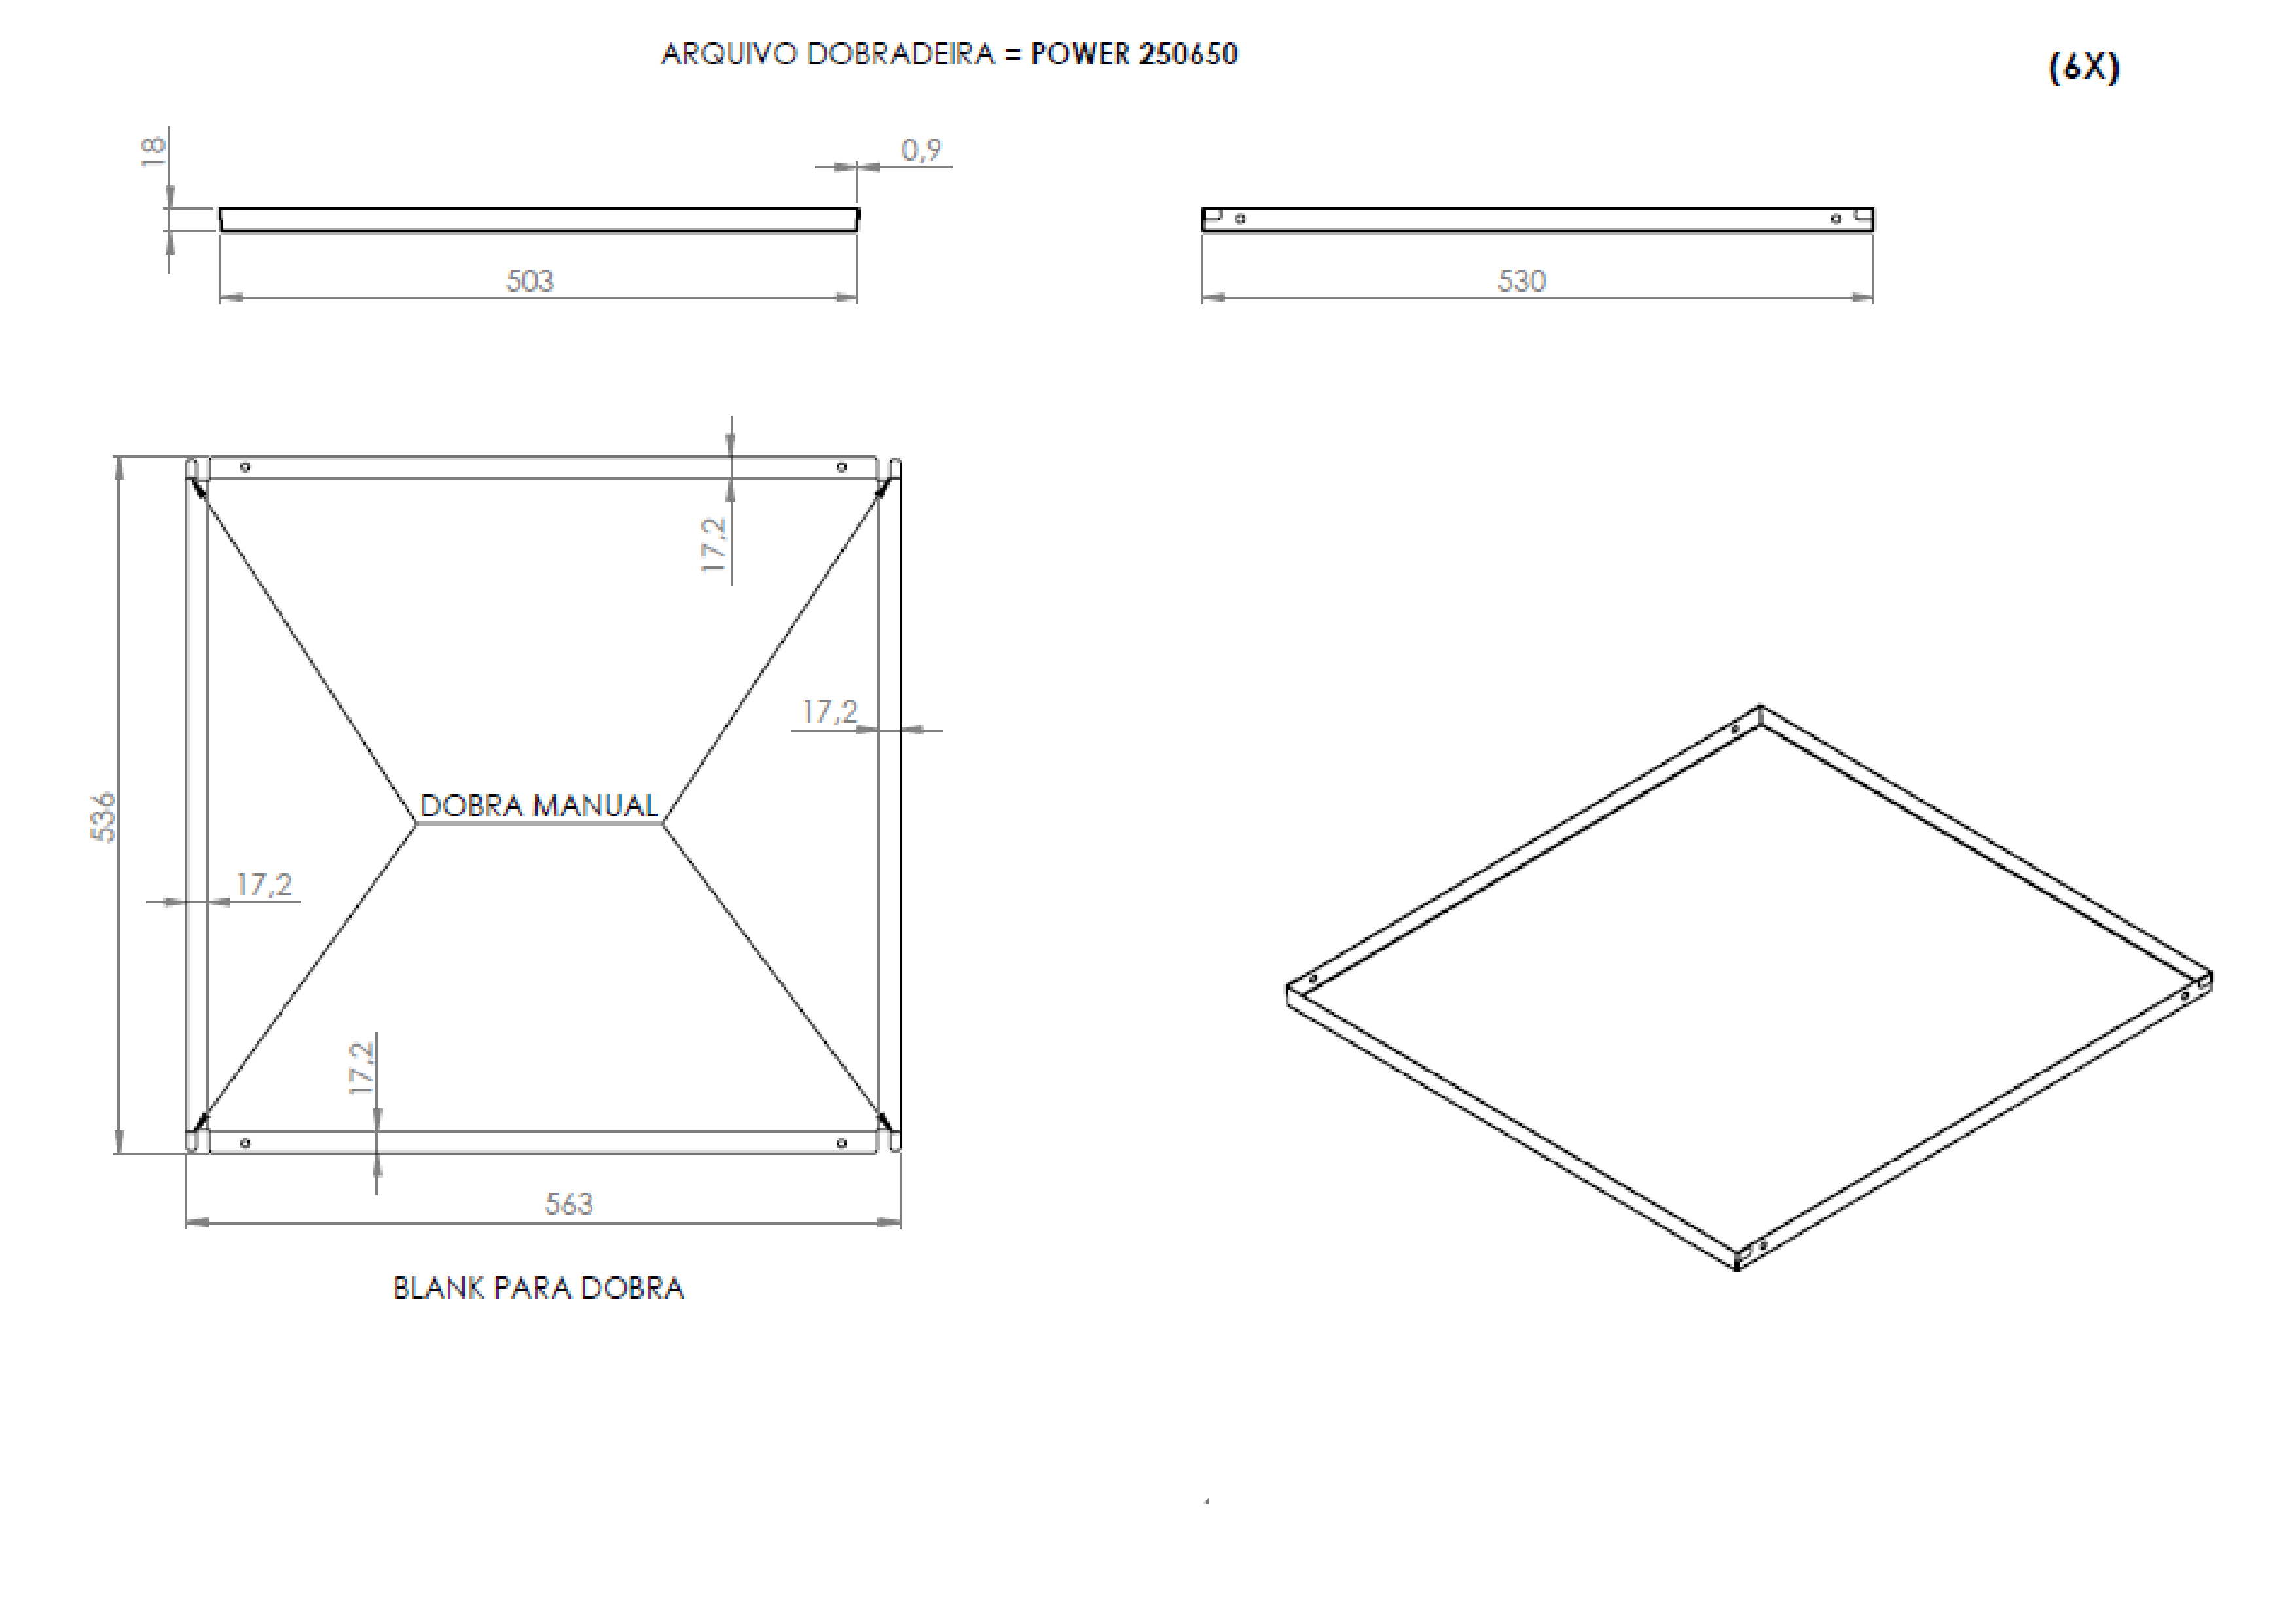 ARQUIVO DOBRADEIRA = POWER 250650
(6X)
18
0,9
503
530
17,2
17,2
DOBRA MANUAL
536
17,2
17,2
563
BLANK PARA DOBRA